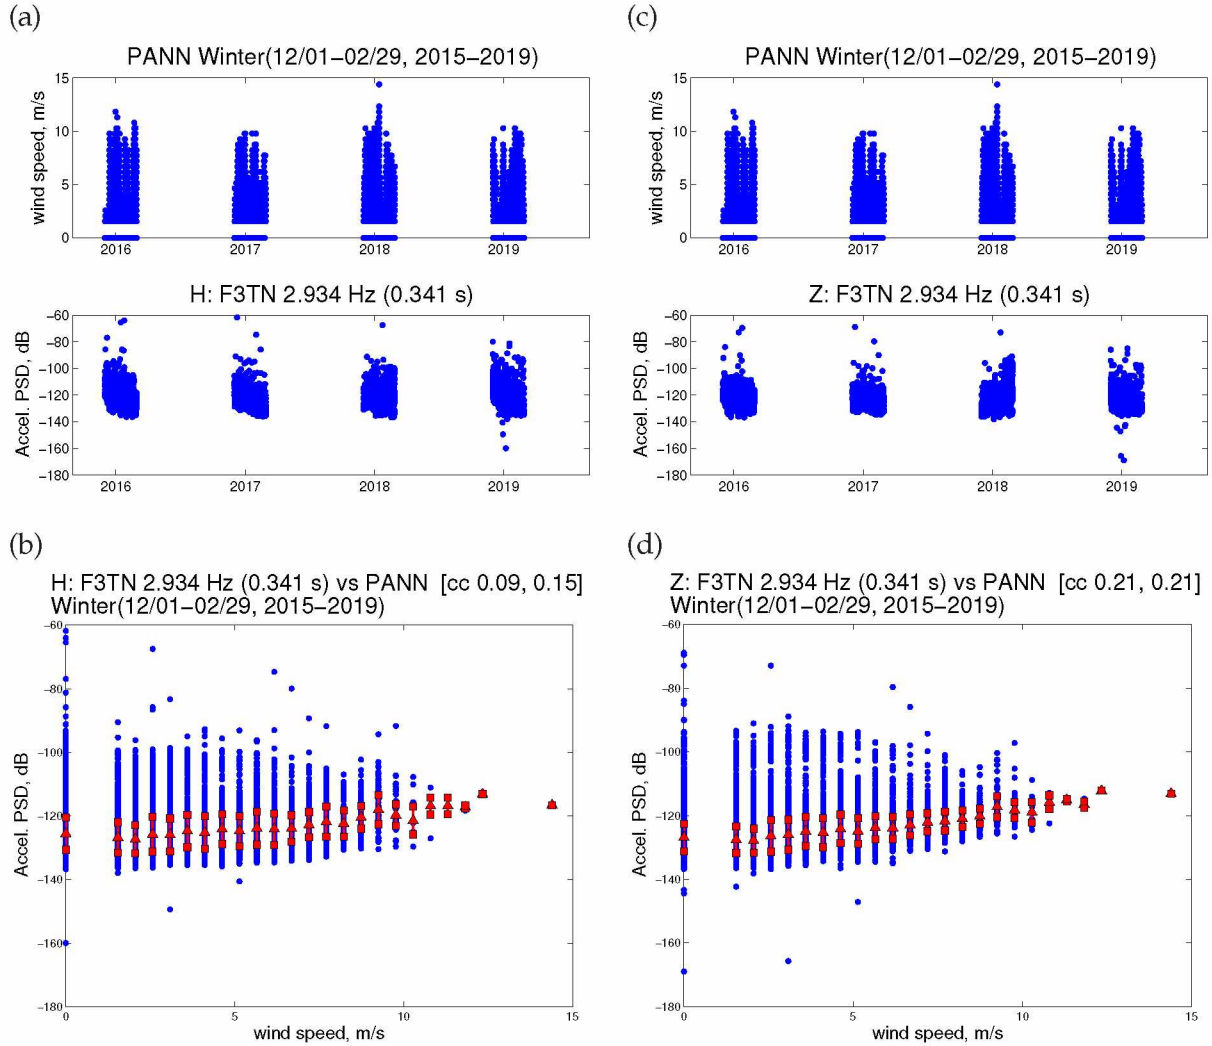 (a)
PANN Winter(12/01−02/29, 2015−2019)
wind speed, m/s
15
10
5
0
2016 2017 2018 2019
H: F3TN 2.934 Hz (0.341 s)
Accel. PSD, dB
−60
−80
−100
−120
−140
−160
−180
2016 2017 2018 2019
(b)
H: F3TN 2.934 Hz (0.341 s) vs PANN [cc 0.09, 0.15]
Winter(12/01−02/29, 2015−2019)
Accel. PSD, dB
−60
−80
−100
−120
−140
−160
−180
0 5 10 15
wind speed, m/s
(c)
PANN Winter(12/01−02/29, 2015−2019)
wind speed, m/s
15
10
5
0
2016 2017 2018 2019
Z: F3TN 2.934 Hz (0.341 s)
Accel. PSD, dB
−60
−80
−100
−120
−140
−160
−180
2016 2017 2018 2019
(d)
Z: F3TN 2.934 Hz (0.341 s) vs PANN [cc 0.21, 0.21]
Winter(12/01−02/29, 2015−2019)
Accel. PSD, dB
−60
−80
−100
−120
−140
−160
−180
0 5 10 15
wind speed, m/s